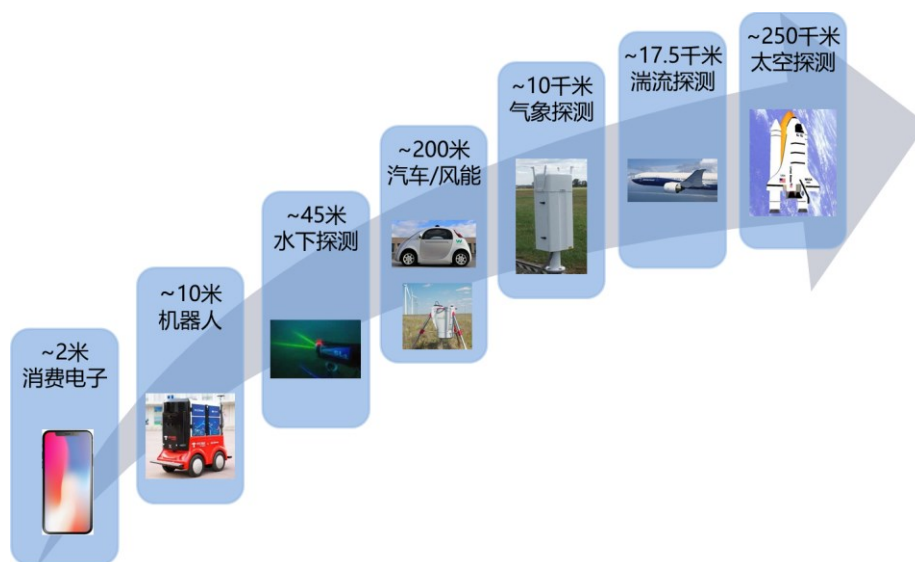 ~2米
消费电子
~10米
机器人
~45米
水下探测
~200米
汽车/风能
~10千米
气象探测
~17.5千米
湍流探测
~250千米
太空探测